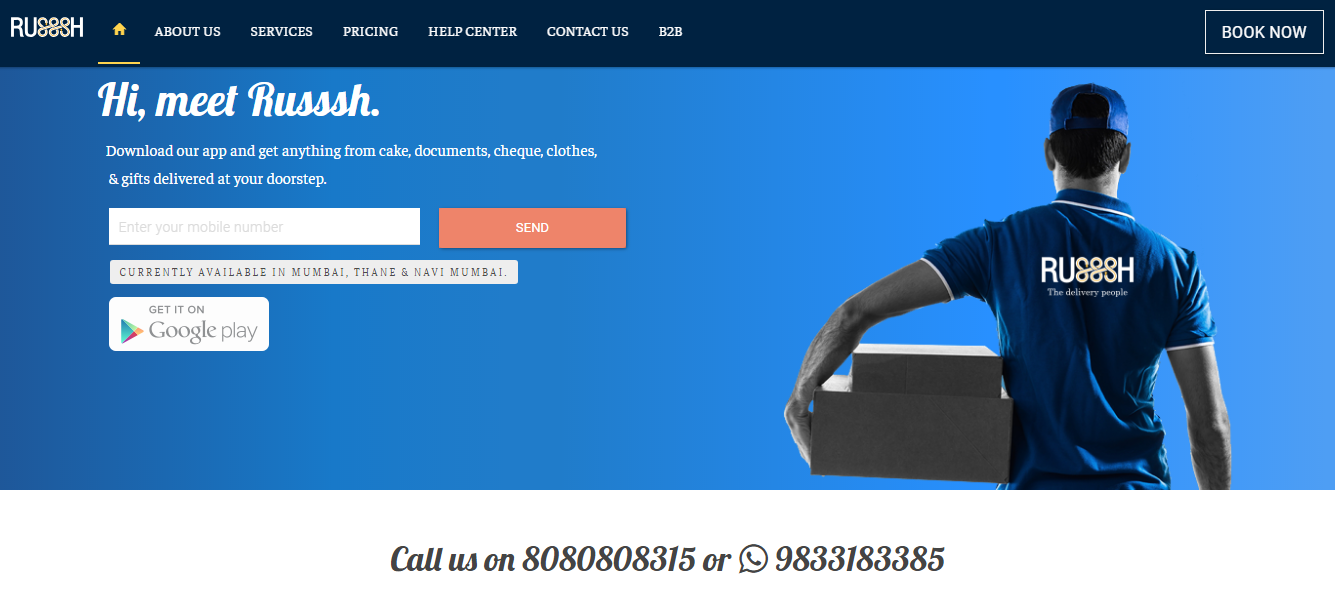 RUSSSH
ABOUT US
SERVICES
PRICING
HELP CENTER
CONTACT US
B2B
BOOK NOW
Hi, meet Russsh.
Download our app and get anything from cake, documents, cheque, clothes,
& gifts delivered at your doorstep.
Enter your mobile number
SEND
CURRENTLY AVAILABLE IN MUMBAI, THANE & NAVI MUMBAI.
GET IT ON
Google play
RUSSSH
The delivery people
Call us on 8080808315 or 9833183385